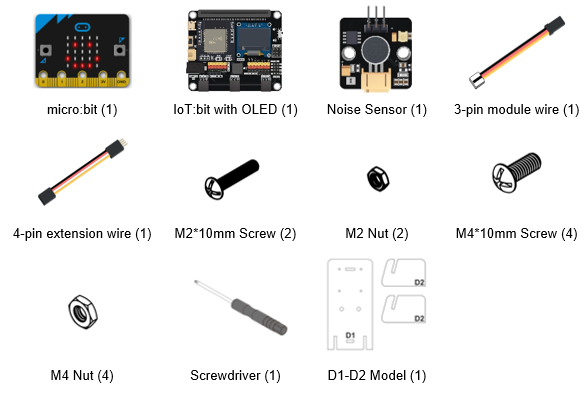 micro:bit (1)
IoT:bit with OLED (1)
Noise Sensor (1)
3-pin module wire (1)
4-pin extension wire (1)
M2*10mm Screw (2)
M2 Nut (2)
M4*10mm Screw (4)
D2
D2
D1
M4 Nut (4)
Screwdriver (1)
D1-D2 Model (1)